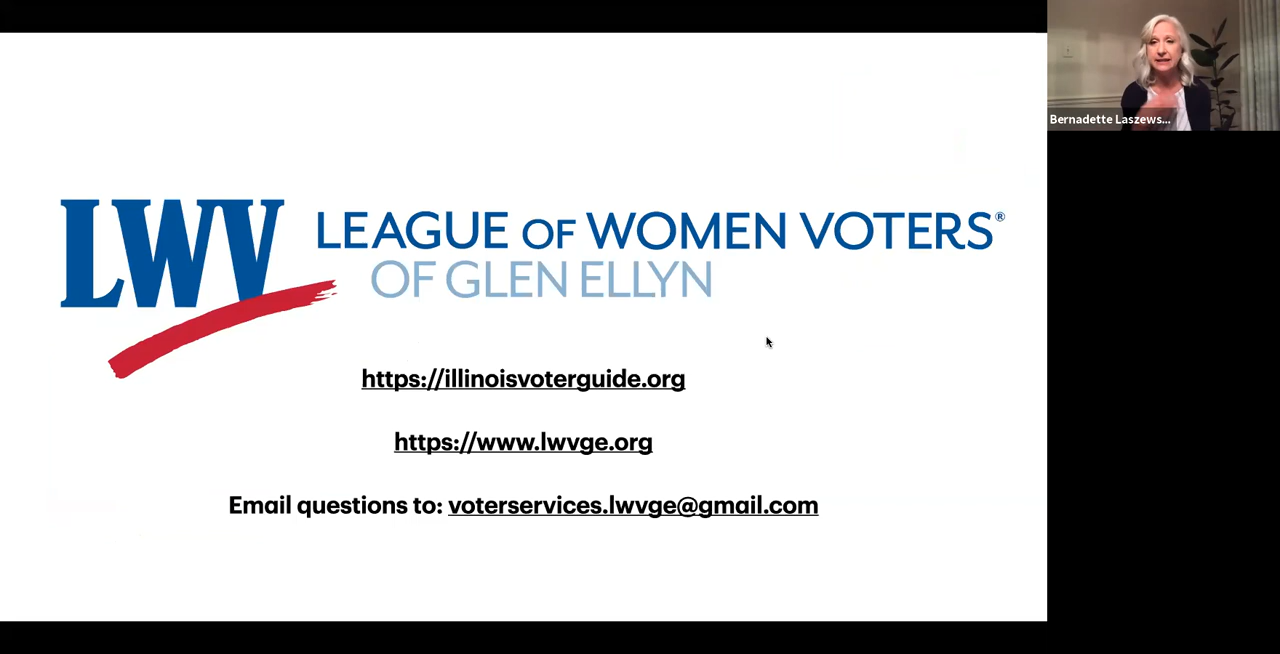 Bernadette Laszews...
LWV
LEAGUE OF WOMEN VOTERS®
OF GLEN ELLYN
https://illinoisvoterguide.org
https://www.lwvge.org
Email questions to: voterservices.lwvge@gmail.com